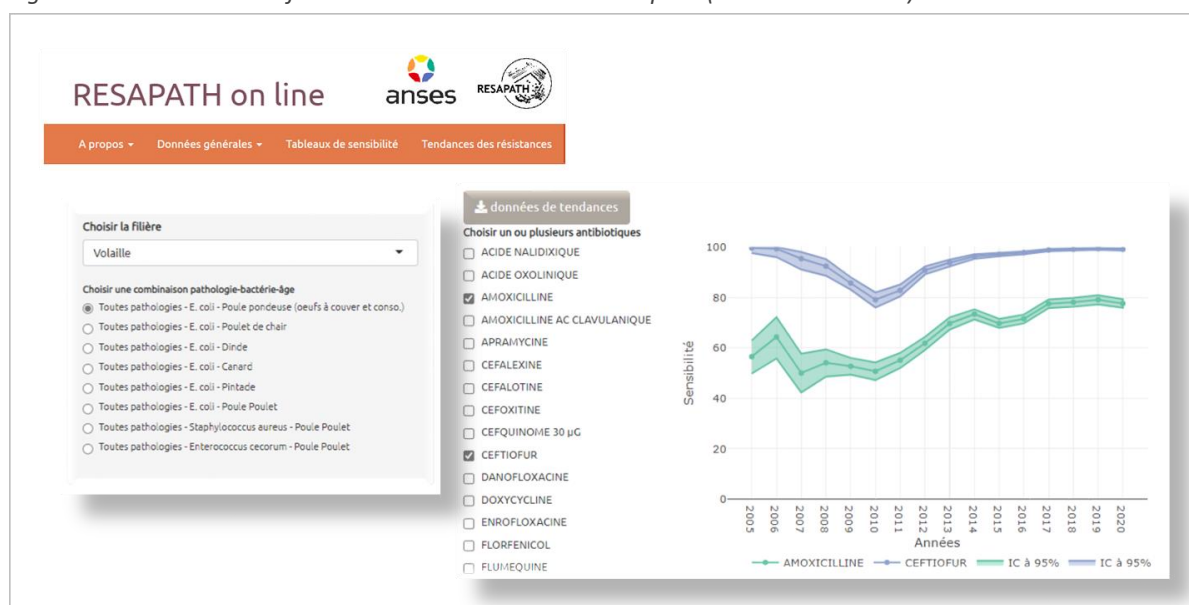 RESAPATH on line
anses
RESAPATH
A propos
Données générales
Tableaux de sensibilité
Tendances des résistances
Choisir la filière
Volaille
Choisir une combinaison pathologie-bactérie-âge
Toutes pathologies - E. coli - Poule pondeuse (oeufs à couver et conso.)
Toutes pathologies - E. coli - Poulet de chair
Toutes pathologies - E. coli - Dinde
Toutes pathologies - E. coli - Canard
Toutes pathologies - E. coli - Pintade
Toutes pathologies - E. coli - Poule Poulet
Toutes pathologies - Staphylococcus aureus - Poule Poulet
Toutes pathologies - Enterococcus cecorum - Poule Poulet
données de tendances
Choisir un ou plusieurs antibiotiques
ACIDE NALIDIXIQUE
ACIDE OXOLINIQUE
AMOXICILLINE
AMOXICILLINE AC CLAVULANIQUE
APRAMYCINE
CEFALEXINE
CEFALOTINE
CEFOXITINE
CEFQUINOME 30 µG
CEFTIOFUR
DANOFLOXACINE
DOXYCYCLINE
ENROFLOXACINE
FLORFENICOL
FLUMEQUINE
Sensibilité
100
80
60
40
20
0
2005 2006 2007 2008 2009 2010 2011 2012 2013 2014 2015 2016 2017 2018 2019 2020
Années
AMOXICILLINE CEFTIOFUR IC à 95% IC à 95%